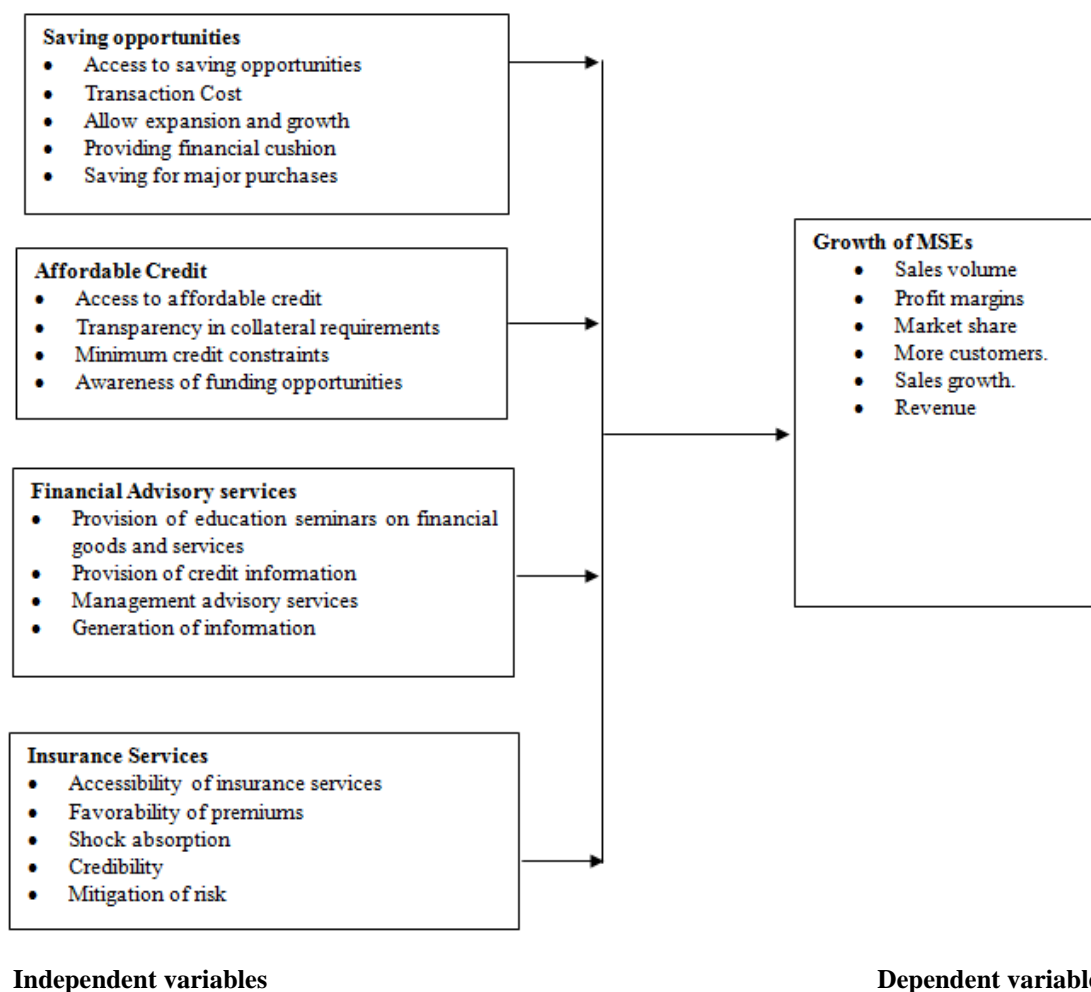 Saving opportunities
• Access to saving opportunities
• Transaction Cost
• Allow expansion and growth
• Providing financial cushion
• Saving for major purchases
Affordable Credit
• Access to affordable credit
• Transparency in collateral requirements
• Minimum credit constraints
• Awareness of funding opportunities
Financial Advisory services
• Provision of education seminars on financial
goods and services
• Provision of credit information
• Management advisory services
• Generation of information
Insurance Services
• Accessibility of insurance services
• Favorability of premiums
• Shock absorption
• Credibility
• Mitigation of risk
Growth of MSEs
• Sales volume
• Profit margins
• Market share
• More customers.
• Sales growth.
• Revenue
Independent variables
Dependent variable